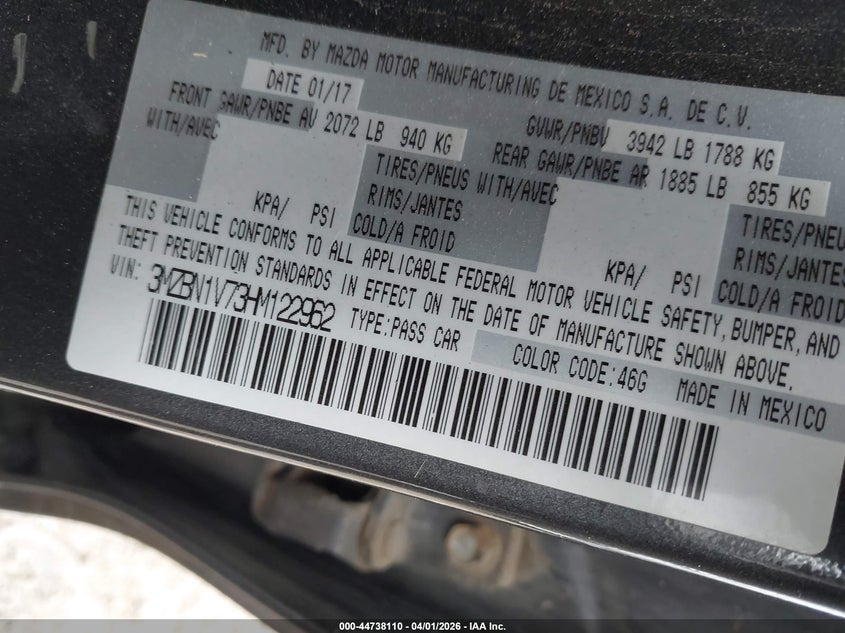 MFD. BY MAZDA MOTOR MANUFACTURING DE MEXICO S.A. DE C.V.
DATE 01/17 GVWR/PNBV 3942 LB 1788 KG
FRONT GAWR/PNBE AV 2072 LB 940 KG REAR GAWR/PNBE AR 1885 LB 855 KG
WITH/AVEC TIRES/PNEUS WITH/AVEC TIRES/PNEU
RIMS/JANTES RIMS/JANTES
KPA/ PSI COLD/A FROID KPA/ PSI COLD/A FROID
THIS VEHICLE CONFORMS TO ALL APPLICABLE FEDERAL MOTOR VEHICLE SAFETY, BUMPER, AND
THEFT PREVENTION STANDARDS IN EFFECT ON THE DATE OF MANUFACTURE SHOWN ABOVE.
VIN: 3MZBN1V73HM122962 TYPE: PASS CAR COLOR CODE: 46G MADE IN MEXICO
000-44738110 - 04/01/2026 - IAA Inc.